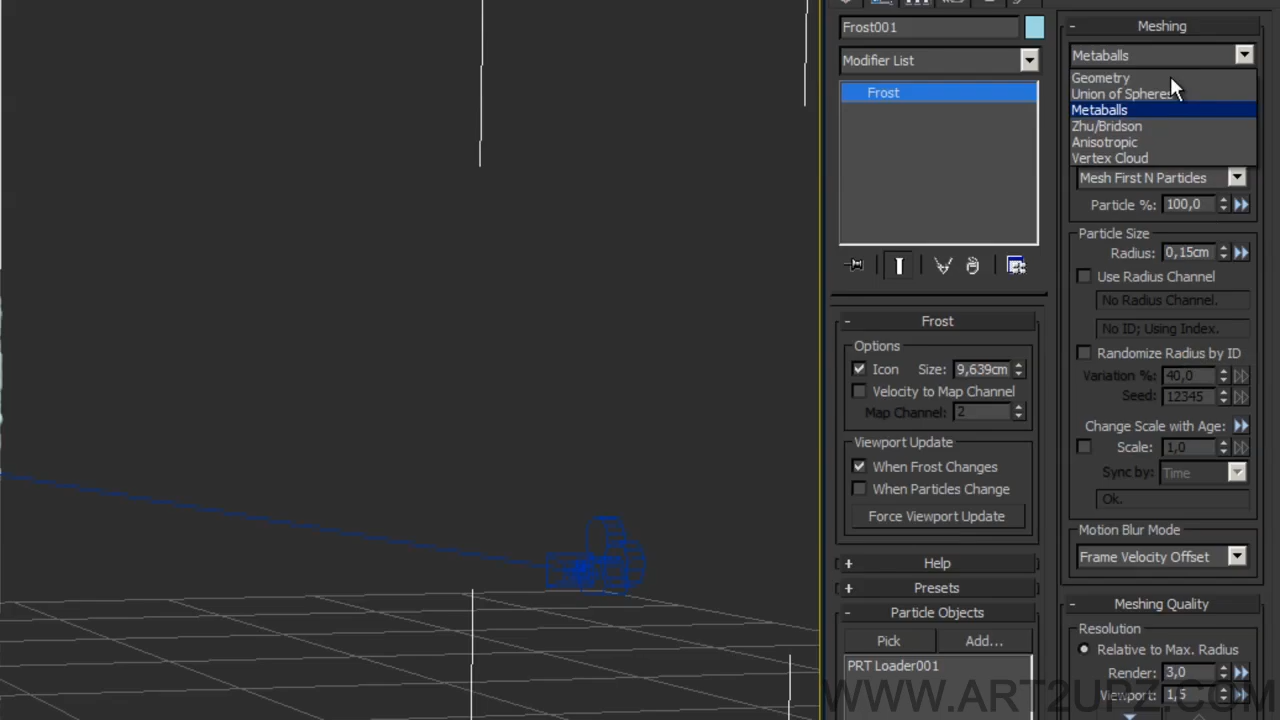 Frost001
Modifier List
Frost
- Frost
Options
Icon Size: 9,639cm
Velocity to Map Channel
Map Channel: 2
Viewport Update
When Frost Changes
When Particles Change
Force Viewport Update
+ Help
+ Presets
- Particle Objects
Pick Add...
PRT Loader001
- Meshing
Metaballs
Geometry
Union of Spheres
Metaballs
Zhu/Bridson
Anisotropic
Vertex Cloud
Mesh First N Particles
Particle %: 100,0
Particle Size
Radius: 0,15cm
Use Radius Channel
No Radius Channel.
No ID; Using Index.
Randomize Radius by ID
Variation %: 40,0
Seed: 12345
Change Scale with Age:
Scale: 1,0
Sync by: Time
Ok.
Motion Blur Mode
Frame Velocity Offset
- Meshing Quality
Resolution
Relative to Max. Radius
Render: 3,0
Viewport: 1,5
WWW.ART2UPZ.COM